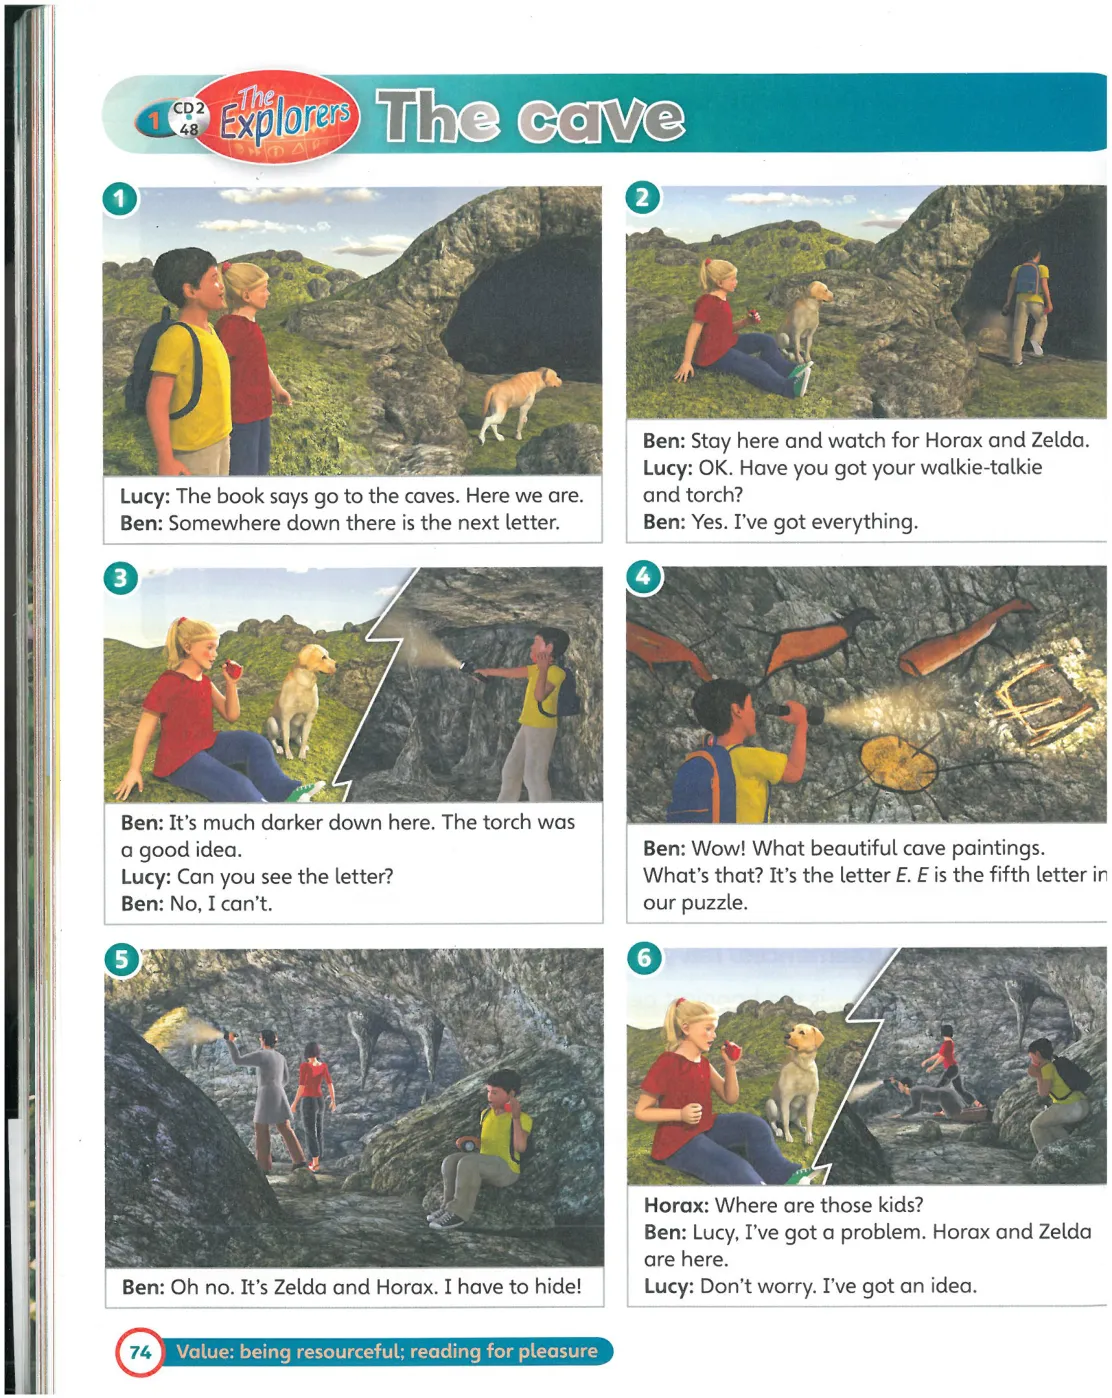 1
CD2
48
The
Explorers
The cave
1
Lucy: The book says go to the caves. Here we are.
Ben: Somewhere down there is the next letter.
2
Ben: Stay here and watch for Horax and Zelda.
Lucy: OK. Have you got your walkie-talkie
and torch?
Ben: Yes. I've got everything.
3
Ben: It's much darker down here. The torch was
a good idea.
Lucy: Can you see the letter?
Ben: No, I can't.
4
E
Ben: Wow! What beautiful cave paintings.
What's that? It's the letter E. E is the fifth letter in
our puzzle.
5
Ben: Oh no. It's Zelda and Horax. I have to hide!
6
Horax: Where are those kids?
Ben: Lucy, I've got a problem. Horax and Zelda
are here.
Lucy: Don't worry. I've got an idea.
74
Value: being resourceful; reading for pleasure